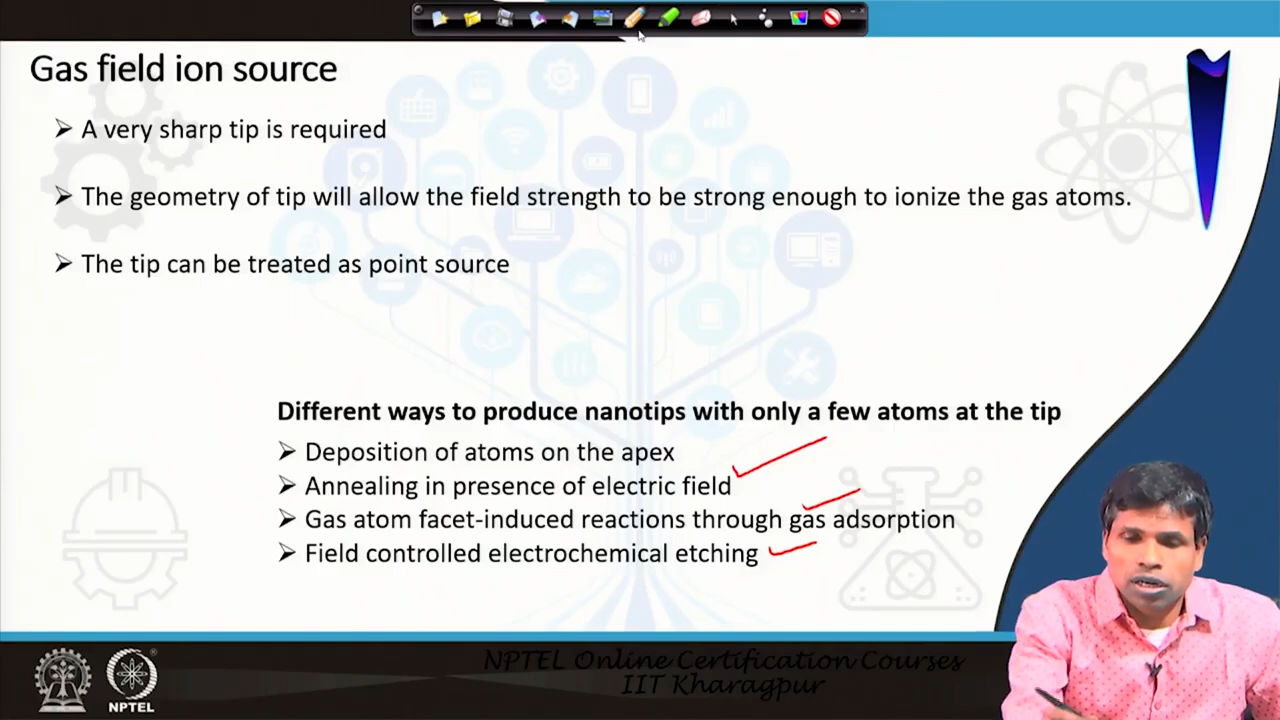 Gas field ion source
➤ A very sharp tip is required
➤ The geometry of tip will allow the field strength to be strong enough to ionize the gas atoms.
➤ The tip can be treated as point source
Different ways to produce nanotips with only a few atoms at the tip
➤ Deposition of atoms on the apex
➤ Annealing in presence of electric field
➤ Gas atom facet-induced reactions through gas adsorption
➤ Field controlled electrochemical etching
NPTEL Online Certification Courses
IIT Kharagpur
NPTEL